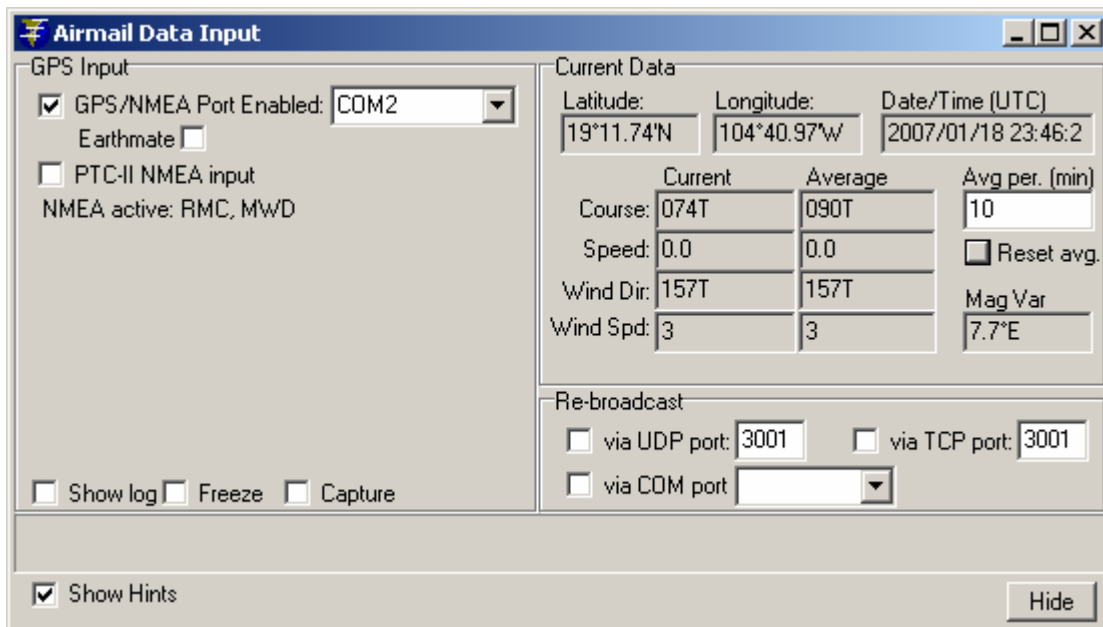 Airmail Data Input
GPS Input
GPS/NMEA Port Enabled: COM2
Earthmate
PTC-II NMEA input
NMEA active: RMC, MWD
Show log Freeze Capture
Current Data
Latitude: Longitude: Date/Time (UTC)
19°11.74'N 104°40.97'W 2007/01/18 23:46:2
Current Average Avg per. (min)
Course: 074T 090T 10
Speed: 0.0 0.0 Reset avg.
Wind Dir: 157T 157T Mag Var
Wind Spd: 3 3 7.7°E
Re-broadcast
via UDP port: 3001 via TCP port: 3001
via COM port
Show Hints Hide